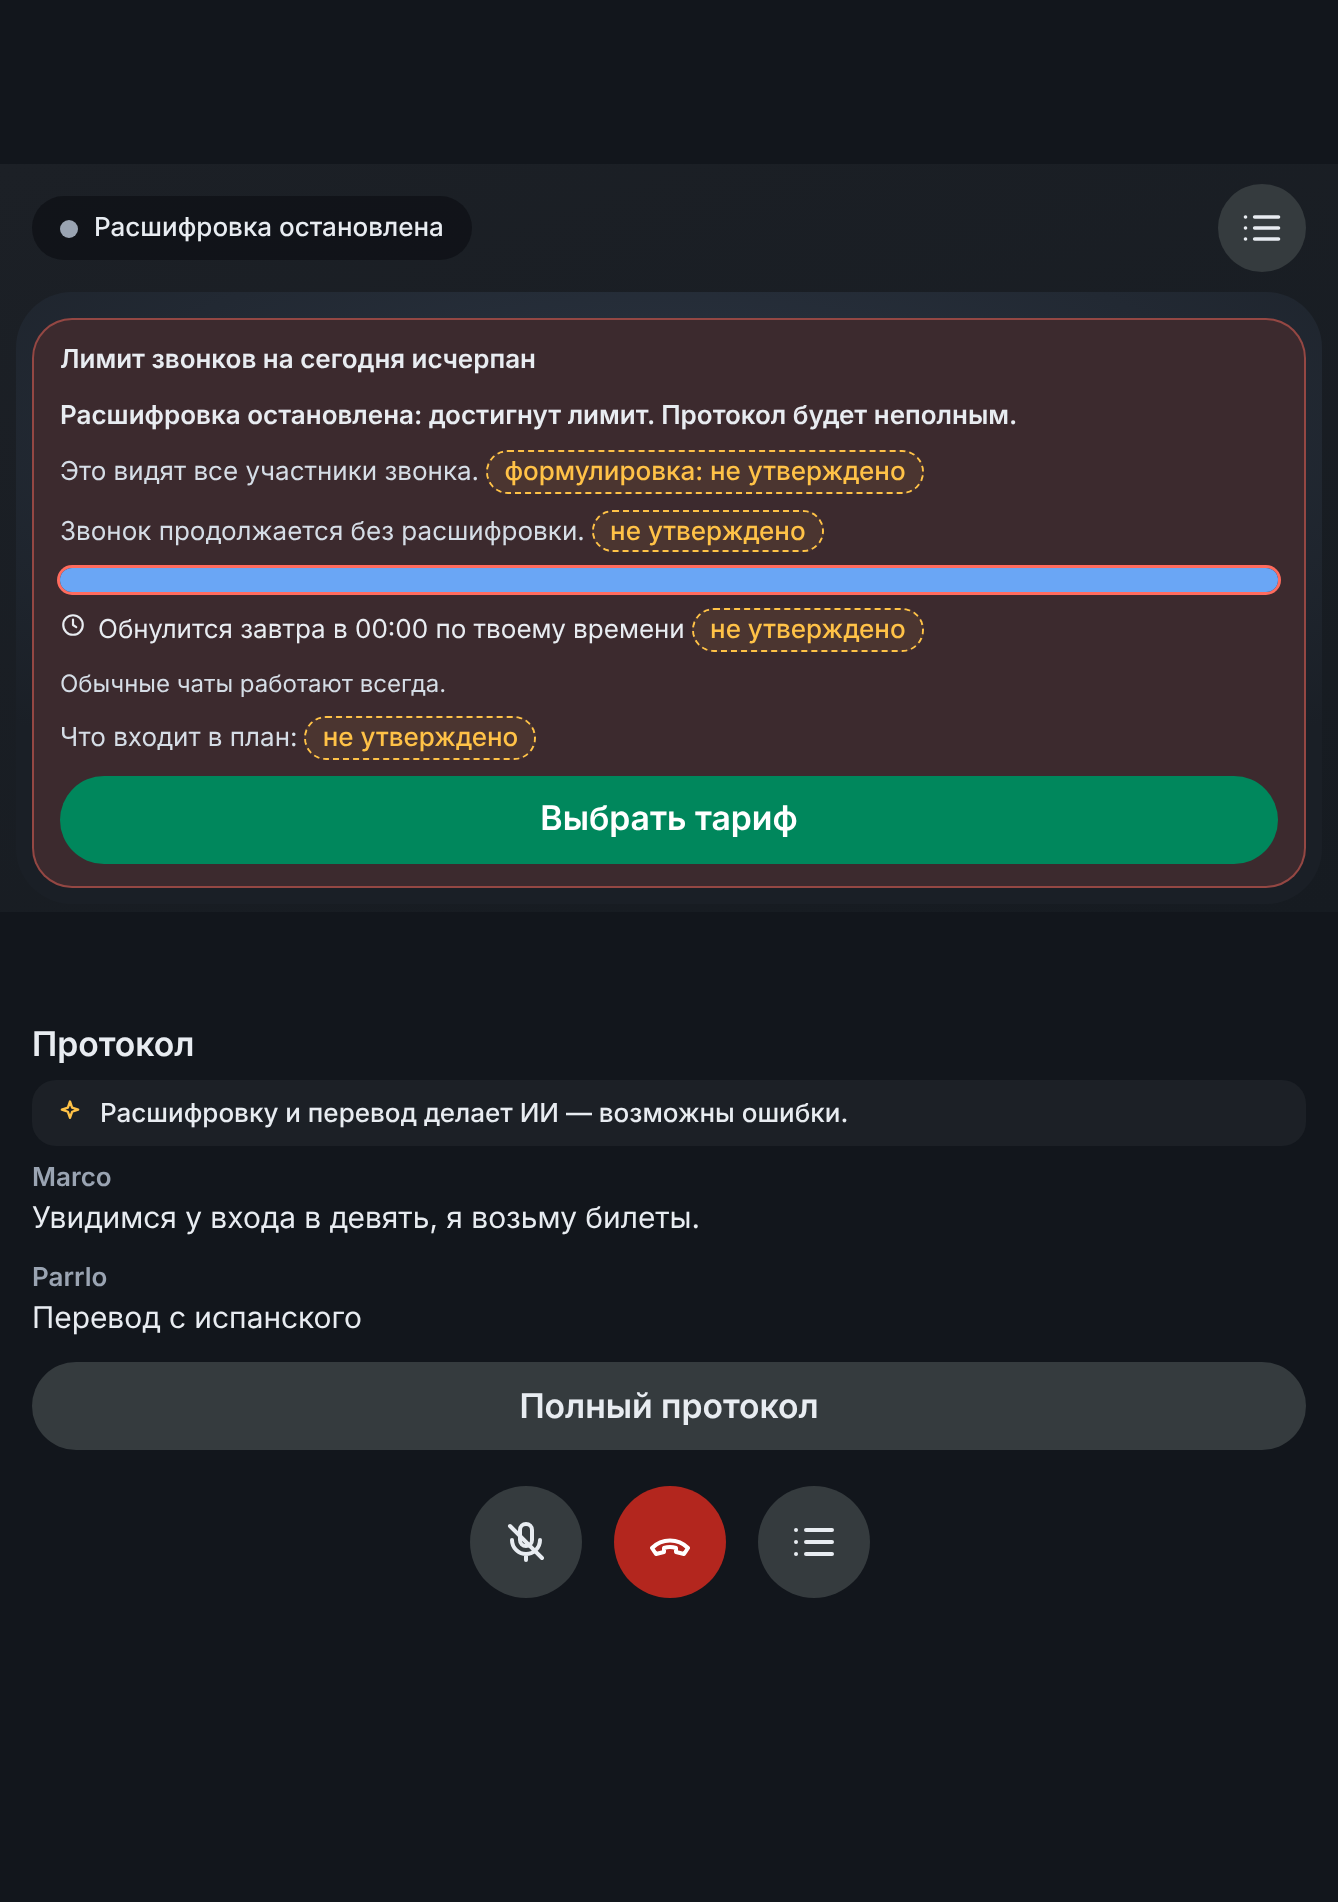 Расшифровка остановлена
Лимит звонков на сегодня исчерпан
Расшифровка остановлена: достигнут лимит. Протокол будет неполным.
Это видят все участники звонка. формулировка: не утверждено
Звонок продолжается без расшифровки. не утверждено
Обнулится завтра в 00:00 по твоему времени не утверждено
Обычные чаты работают всегда.
Что входит в план: не утверждено
Выбрать тариф
Протокол
Расшифровку и перевод делает ИИ — возможны ошибки.
Marco
Увидимся у входа в девять, я возьму билеты.
Parrlo
Перевод с испанского
Полный протокол